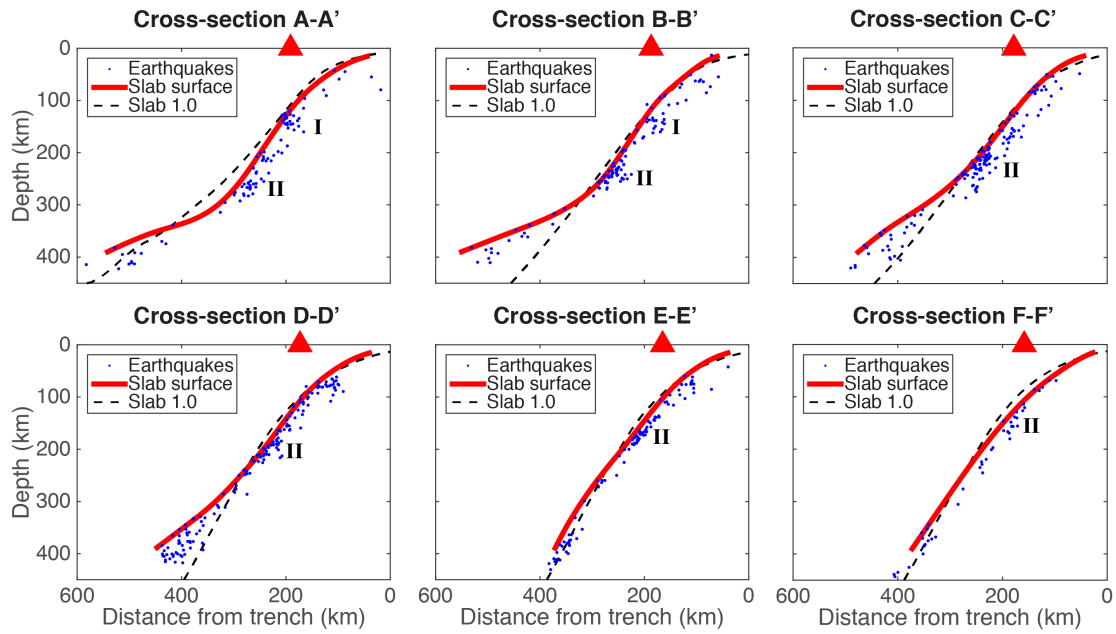 Cross-section A-A'
Cross-section B-B'
Cross-section C-C'
0
100
200
300
400
Depth (km)
Earthquakes
Slab surface
Slab 1.0
I
II
Earthquakes
Slab surface
Slab 1.0
I
II
Earthquakes
Slab surface
Slab 1.0
II
Cross-section D-D'
Cross-section E-E'
Cross-section F-F'
0
100
200
300
400
Depth (km)
Earthquakes
Slab surface
Slab 1.0
II
Earthquakes
Slab surface
Slab 1.0
II
Earthquakes
Slab surface
Slab 1.0
II
600 400 200 0
600 400 200 0
600 400 200 0
Distance from trench (km)
Distance from trench (km)
Distance from trench (km)